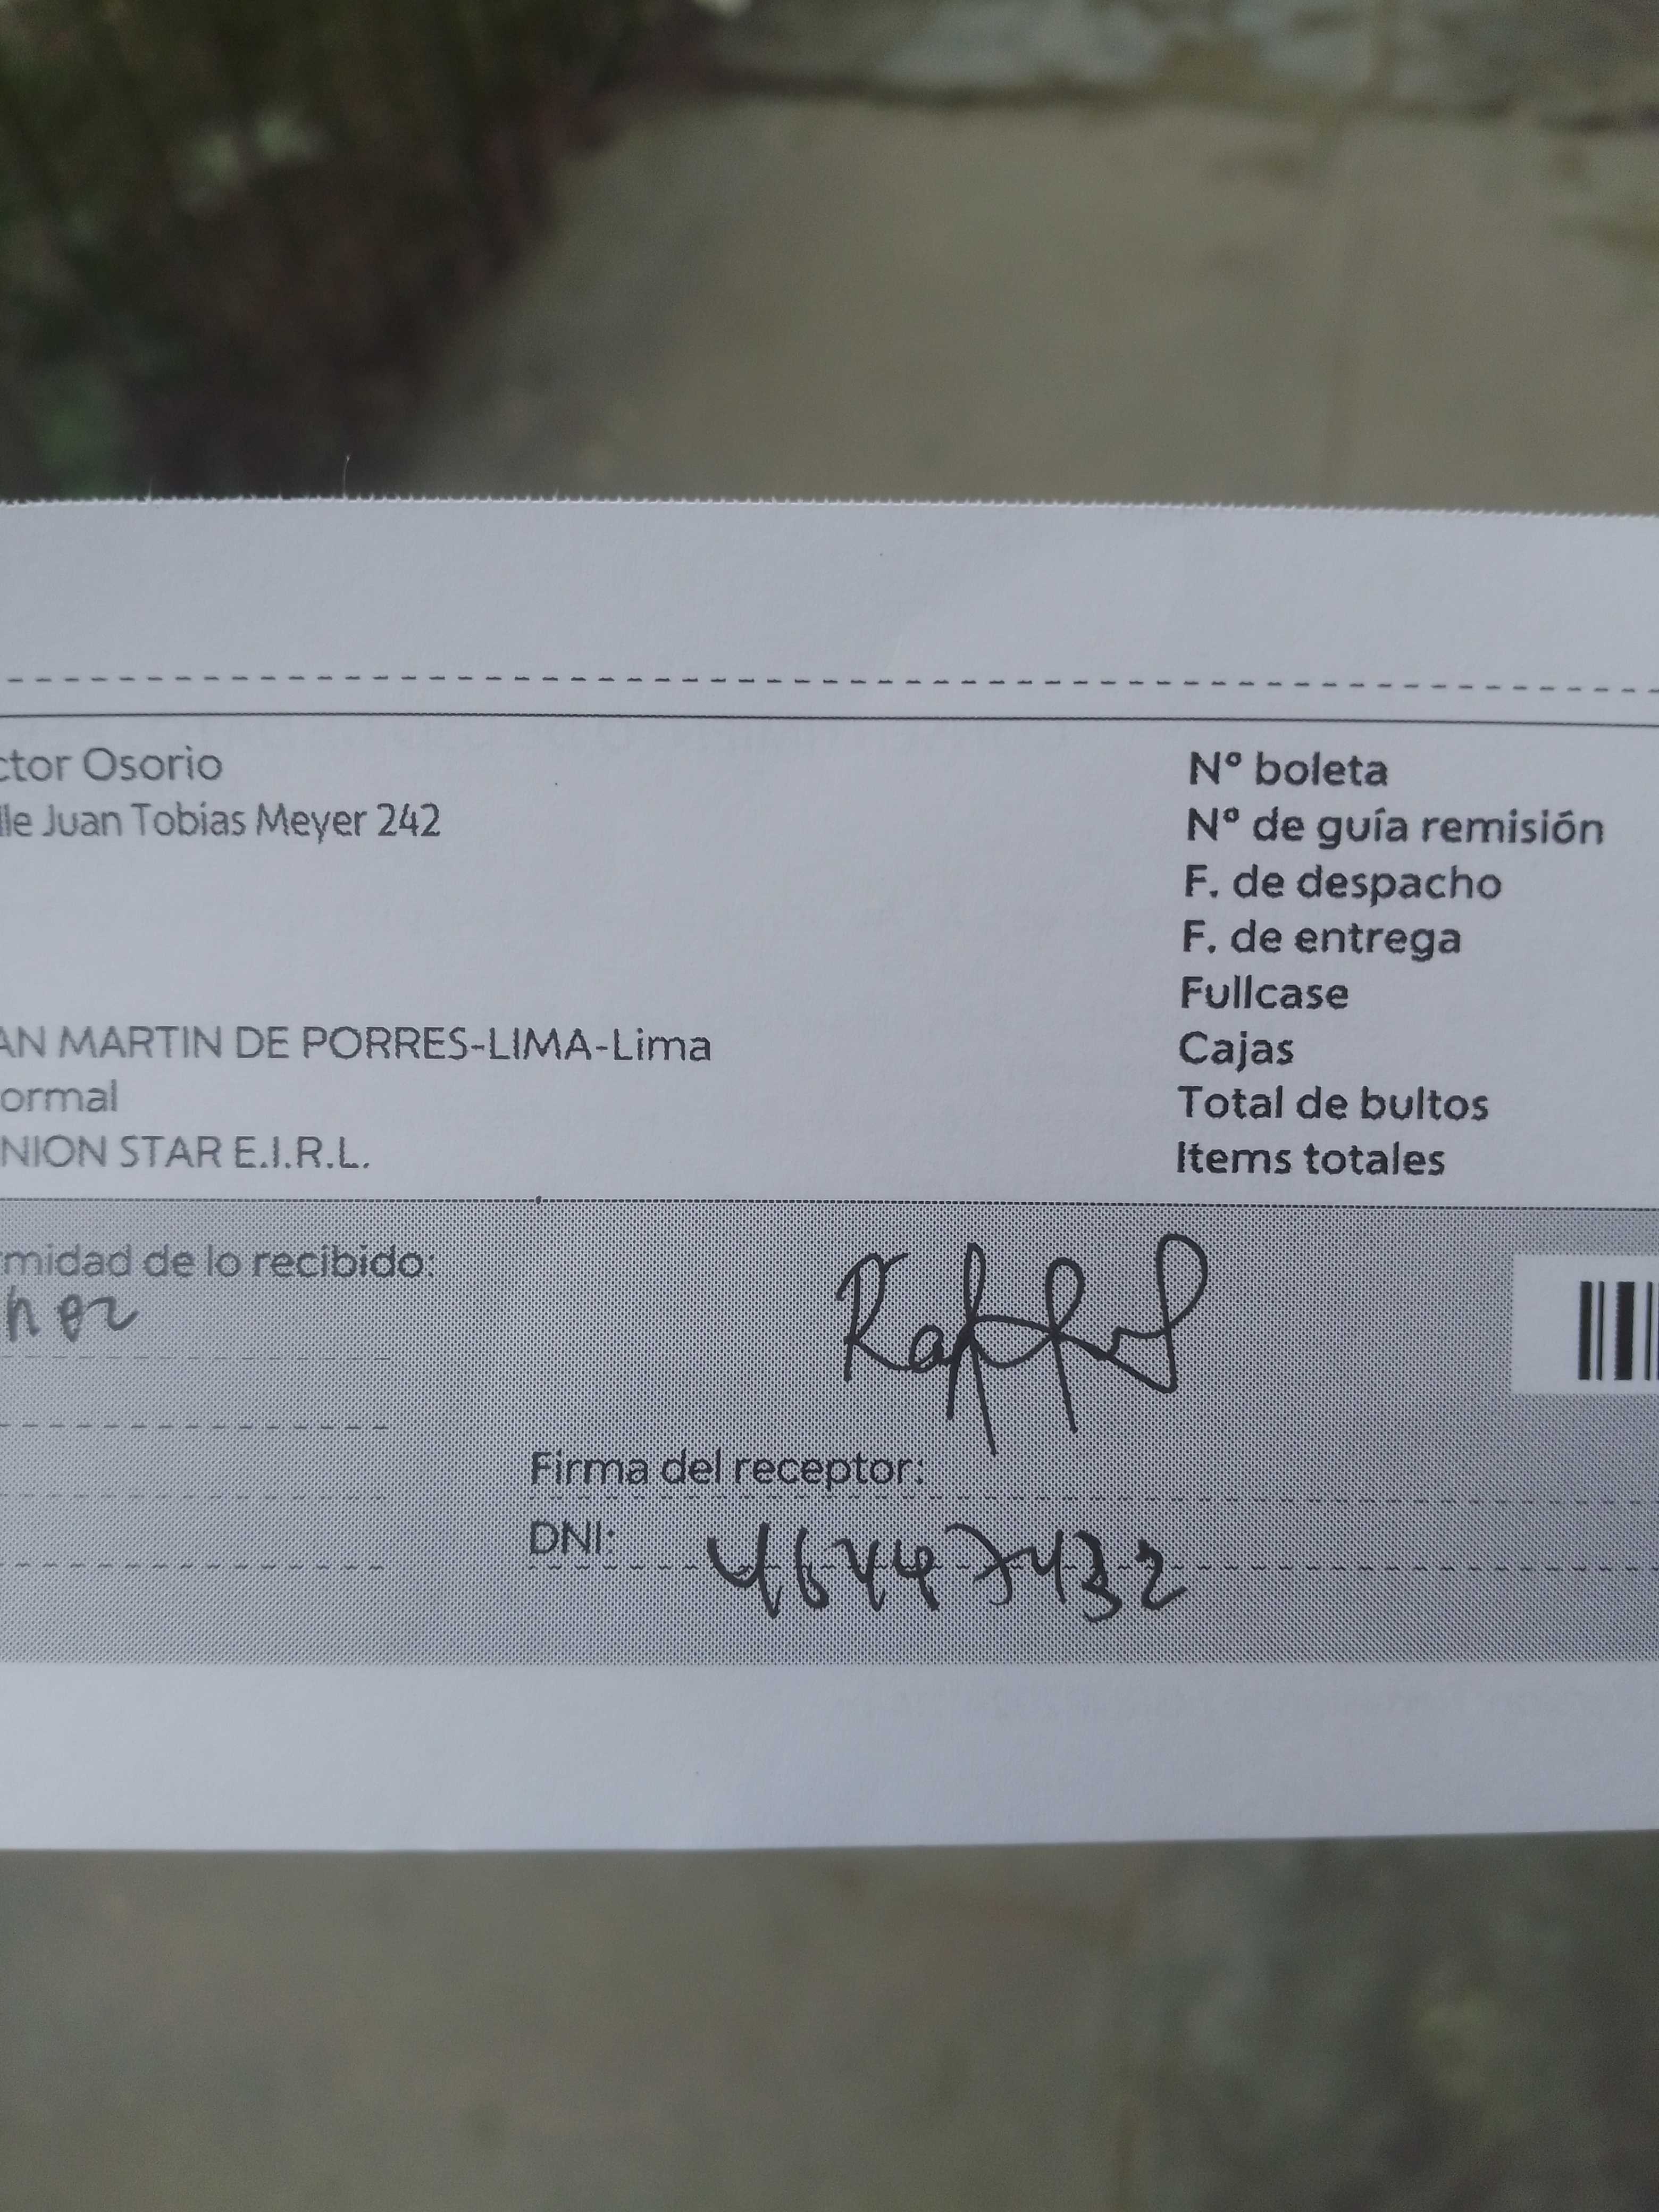 ctor Osorio
lle Juan Tobias Meyer 242
AN MARTIN DE PORRES-LIMA-Lima
ormal
NION STAR E.I.R.L.
Nº boleta
Nº de guía remisión
F. de despacho
F. de entrega
Fullcase
Cajas
Total de bultos
Items totales
rmidad de lo recibido:
hez
Firma del receptor:
DNI: 46447432